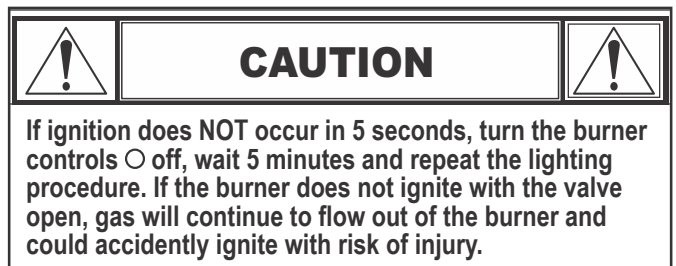 CAUTION
If ignition does NOT occur in 5 seconds, turn the burner
controls ○ off, wait 5 minutes and repeat the lighting
procedure. If the burner does not ignite with the valve
open, gas will continue to flow out of the burner and
could accidently ignite with risk of injury.